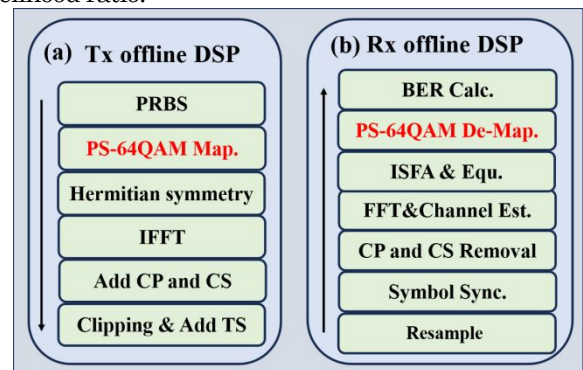 elihood ratio.
(a) Tx offline DSP
PRBS
PS-64QAM Map.
Hermitian symmetry
IFFT
Add CP and CS
Clipping & Add TS
(b) Rx offline DSP
BER Calc.
PS-64QAM De-Map.
ISFA & Equ.
FFT&Channel Est.
CP and CS Removal
Symbol Sync.
Resample